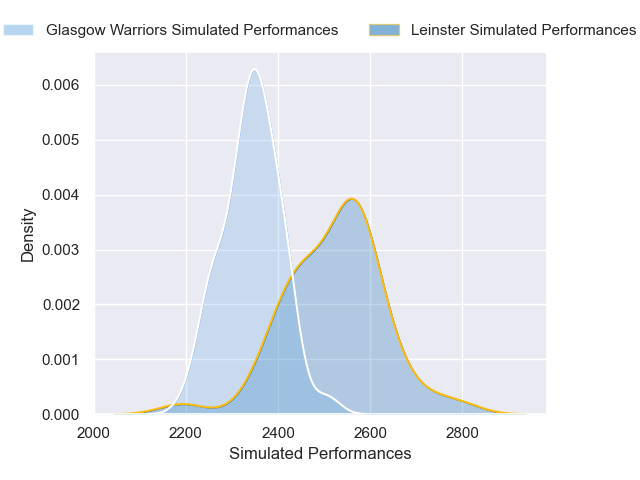 Glasgow Warriors Simulated Performances
Leinster Simulated Performances
0.006
0.005
0.004
0.003
0.002
0.001
0.000
Density
2000 2200 2400 2600 2800
Simulated Performances